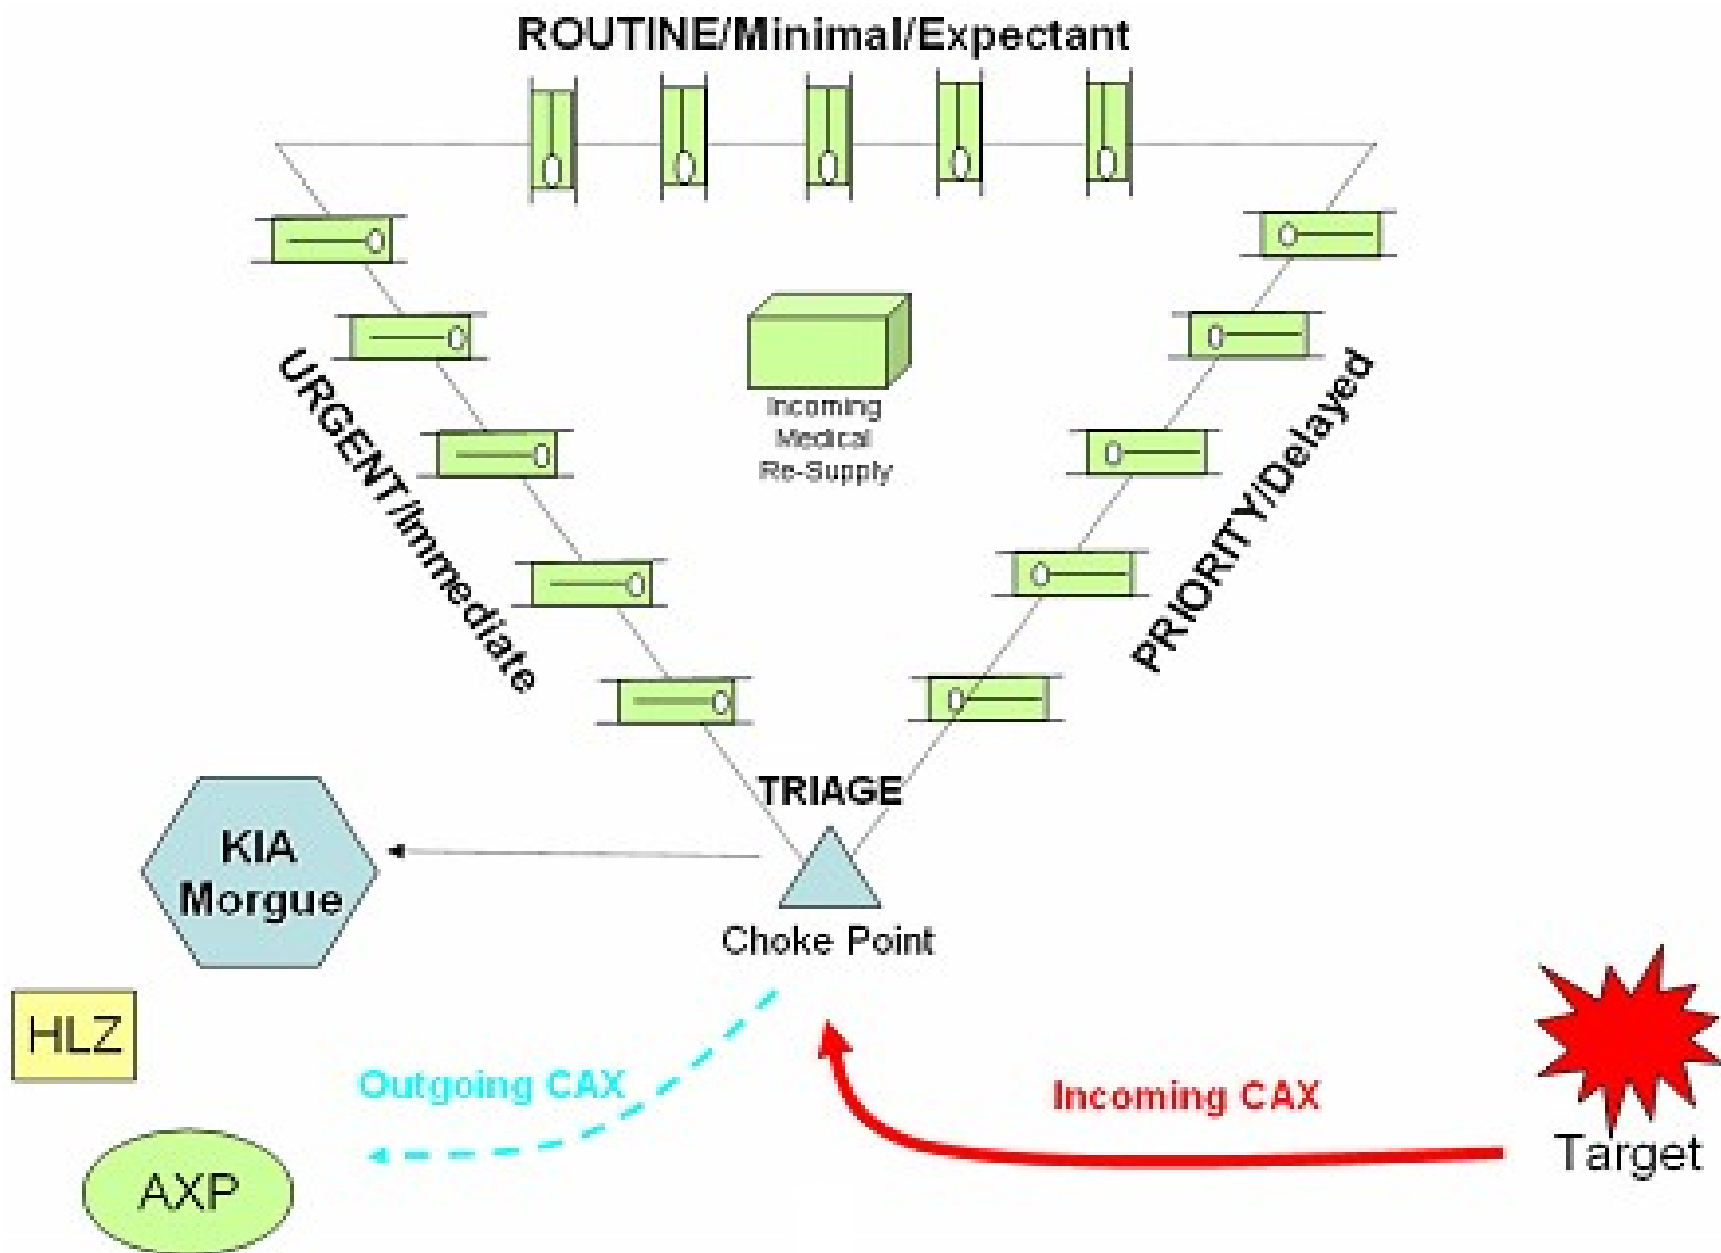 ROUTINE/Minimal/Expectant
Incoming
Medical
Re-Supply
URGENT/Immediate
PRIORITY/Delayed
TRIAGE
KIA
Morgue
Choke Point
HLZ
Outgoing CAX
Incoming CAX
Target
AXP